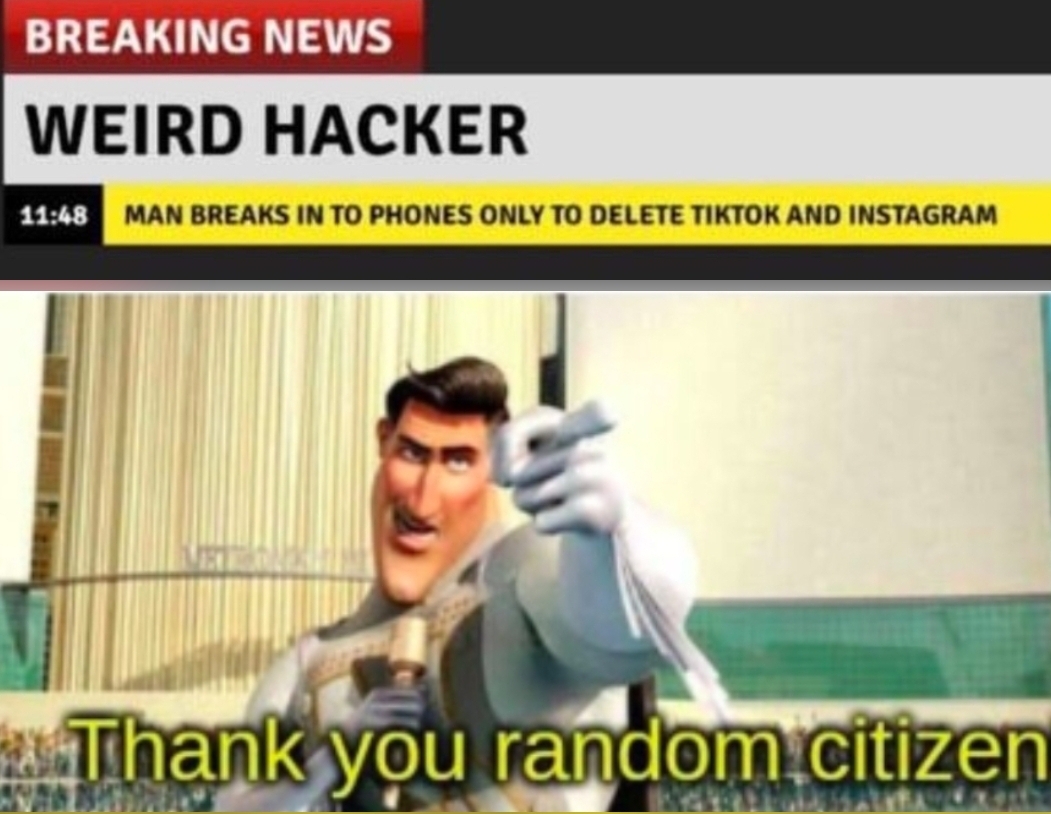 BREAKING NEWS
WEIRD HACKER
11:48 MAN BREAKS IN TO PHONES ONLY TO DELETE TIKTOK AND INSTAGRAM
Thank you random citizen